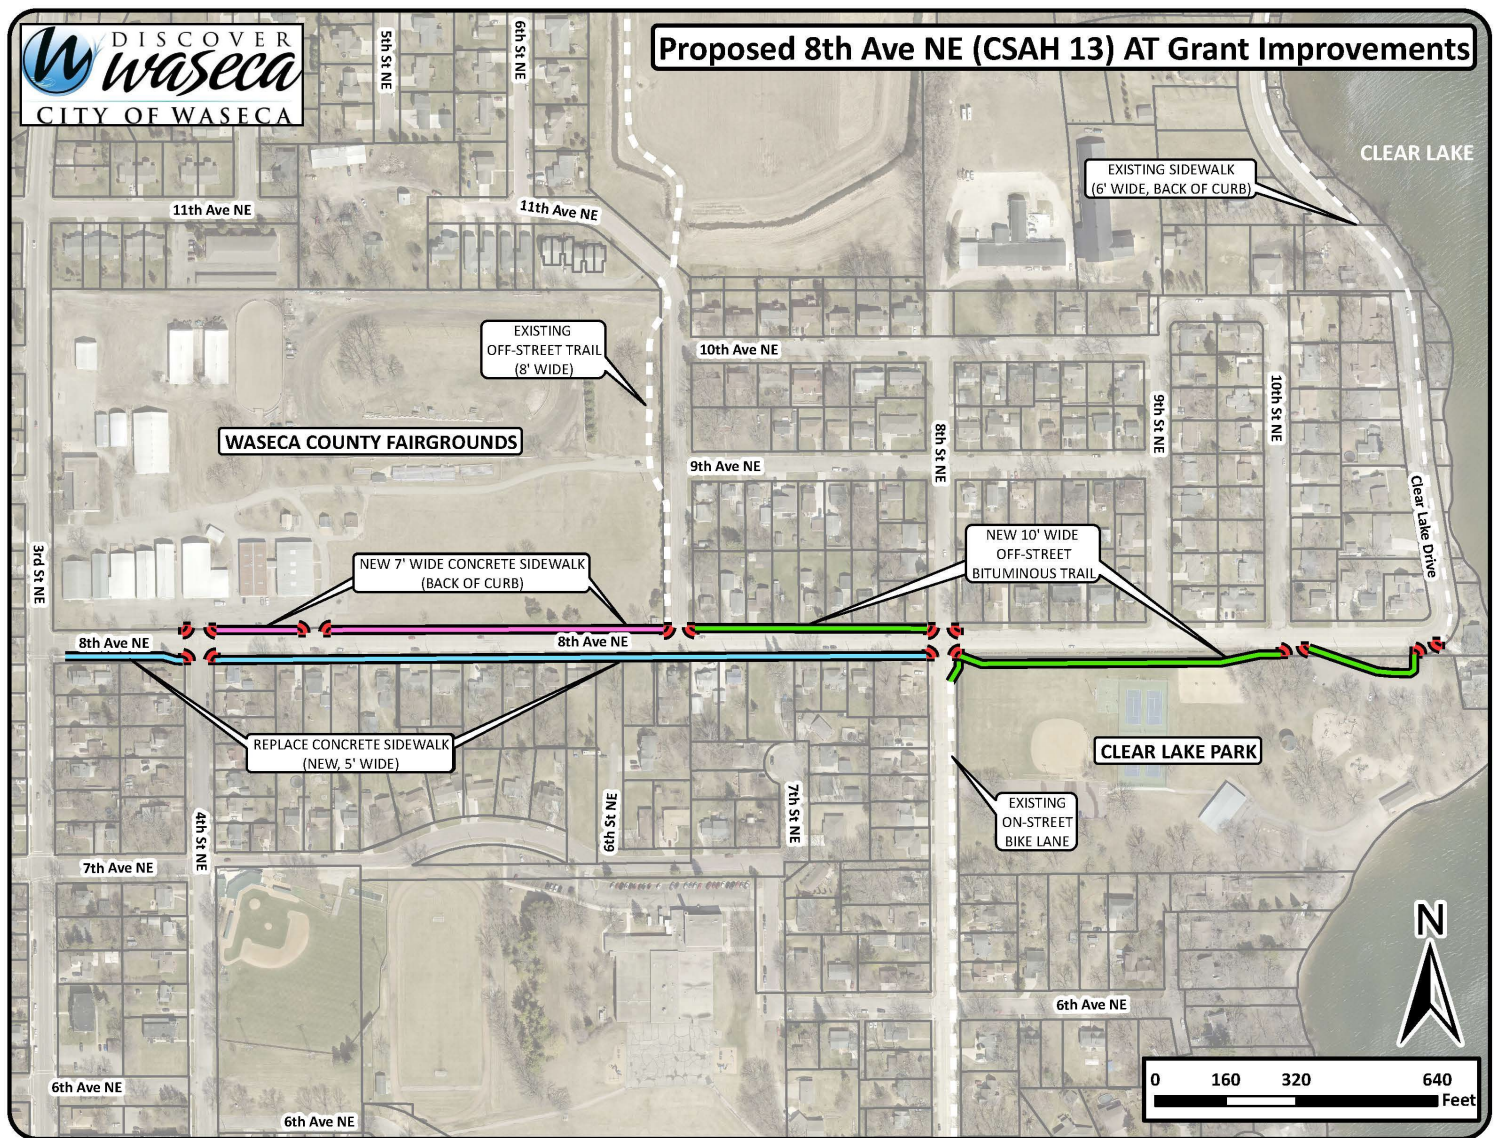 DISCOVER
waseca
CITY OF WASECA
Proposed 8th Ave NE (CSAH 13) AT Grant Improvements
5th St NE
6th St NE
CLEAR LAKE
EXISTING SIDEWALK
(6' WIDE, BACK OF CURB)
11th Ave NE
11th Ave NE
EXISTING
OFF-STREET TRAIL
(8' WIDE)
10th Ave NE
9th St NE
10th St NE
WASECA COUNTY FAIRGROUNDS
8th St NE
9th Ave NE
Clear Lake Drive
3rd St NE
NEW 7' WIDE CONCRETE SIDEWALK
(BACK OF CURB)
NEW 10' WIDE
OFF-STREET
BITUMINOUS TRAIL
8th Ave NE
8th Ave NE
REPLACE CONCRETE SIDEWALK
(NEW, 5' WIDE)
CLEAR LAKE PARK
EXISTING
ON-STREET
BIKE LANE
4th St NE
6th St NE
7th St NE
7th Ave NE
N
6th Ave NE
6th Ave NE
6th Ave NE
0 160 320 640
Feet